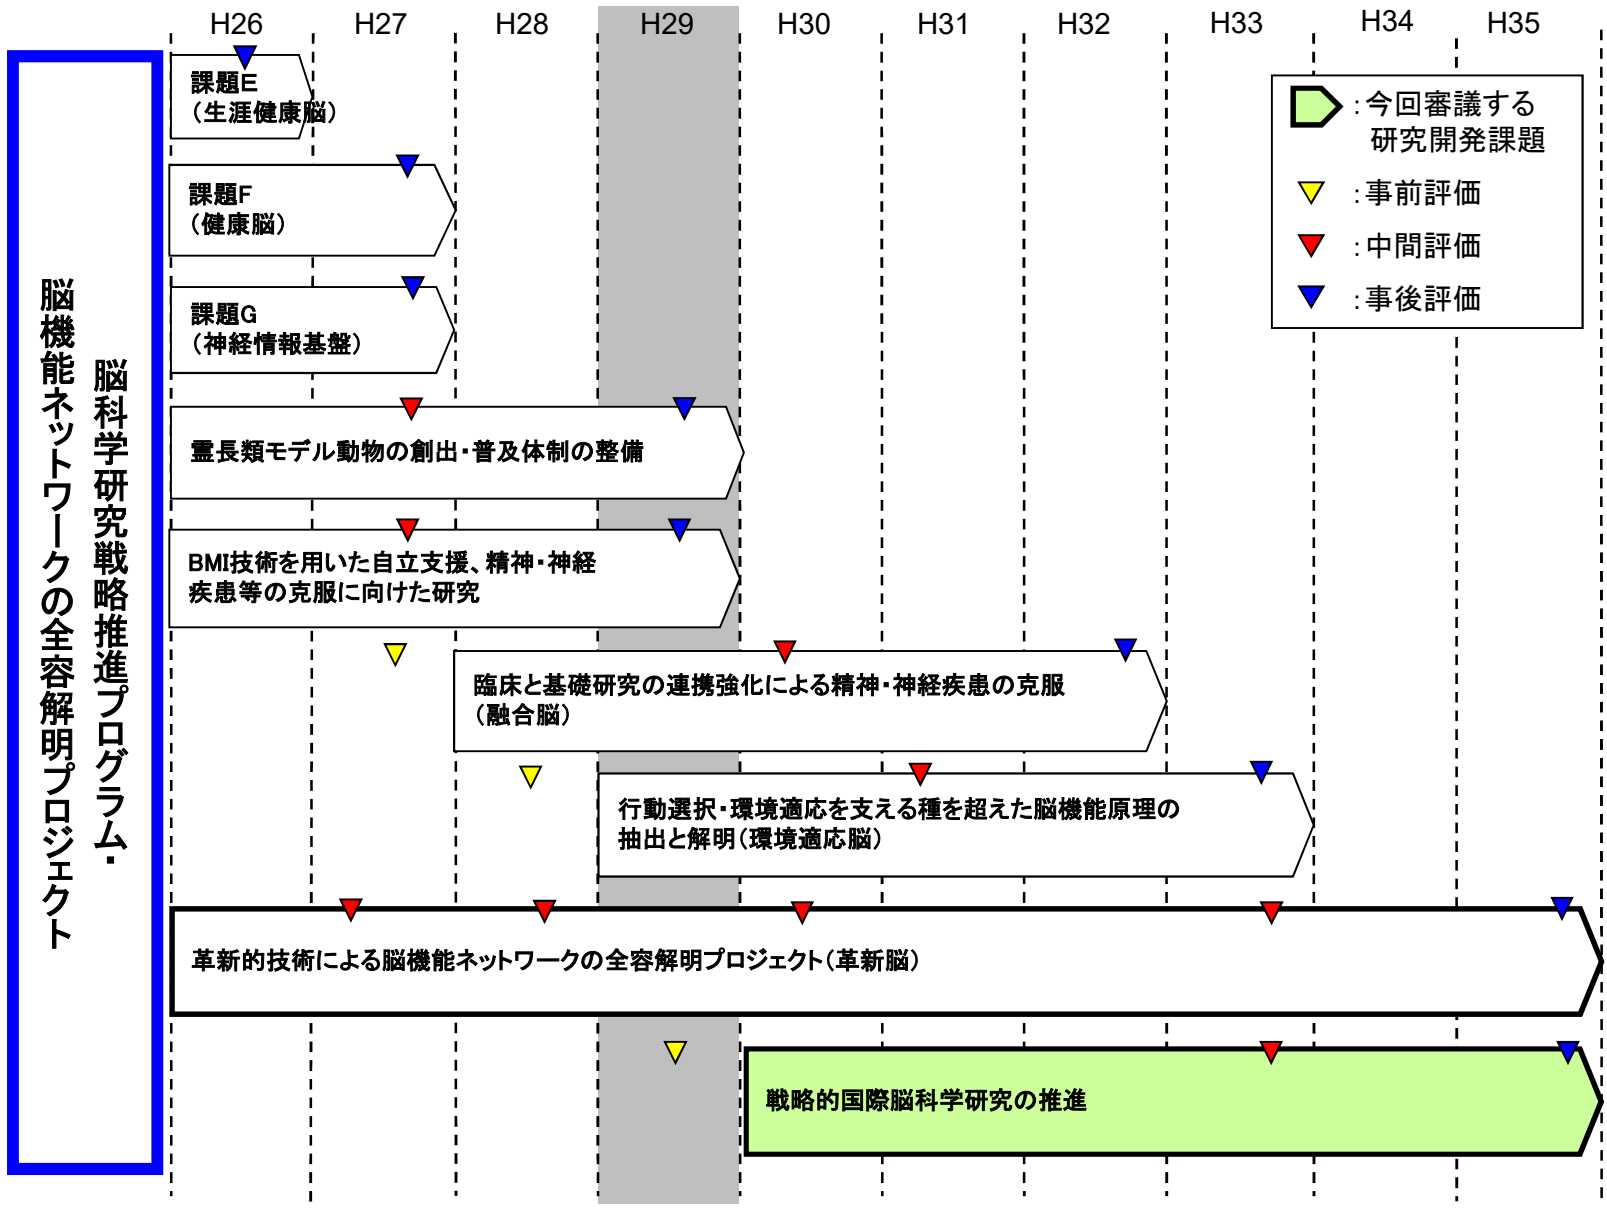 H26 H27 H28 H29 H30 H31 H32 H33 H34 H35
脳科学研究戦略推進プログラム・
脳機能ネットワークの全容解明プロジェクト
課題E
（生涯健康脳）
：今回審議する
研究開発課題
：事前評価
：中間評価
：事後評価
課題F
（健康脳）
課題G
（神経情報基盤）
霊長類モデル動物の創出・普及体制の整備
BMI技術を用いた自立支援、精神・神経
疾患等の克服に向けた研究
臨床と基礎研究の連携強化による精神・神経疾患の克服
（融合脳）
行動選択・環境適応を支える種を超えた脳機能原理の
抽出と解明（環境適応脳）
革新的技術による脳機能ネットワークの全容解明プロジェクト（革新脳）
戦略的国際脳科学研究の推進